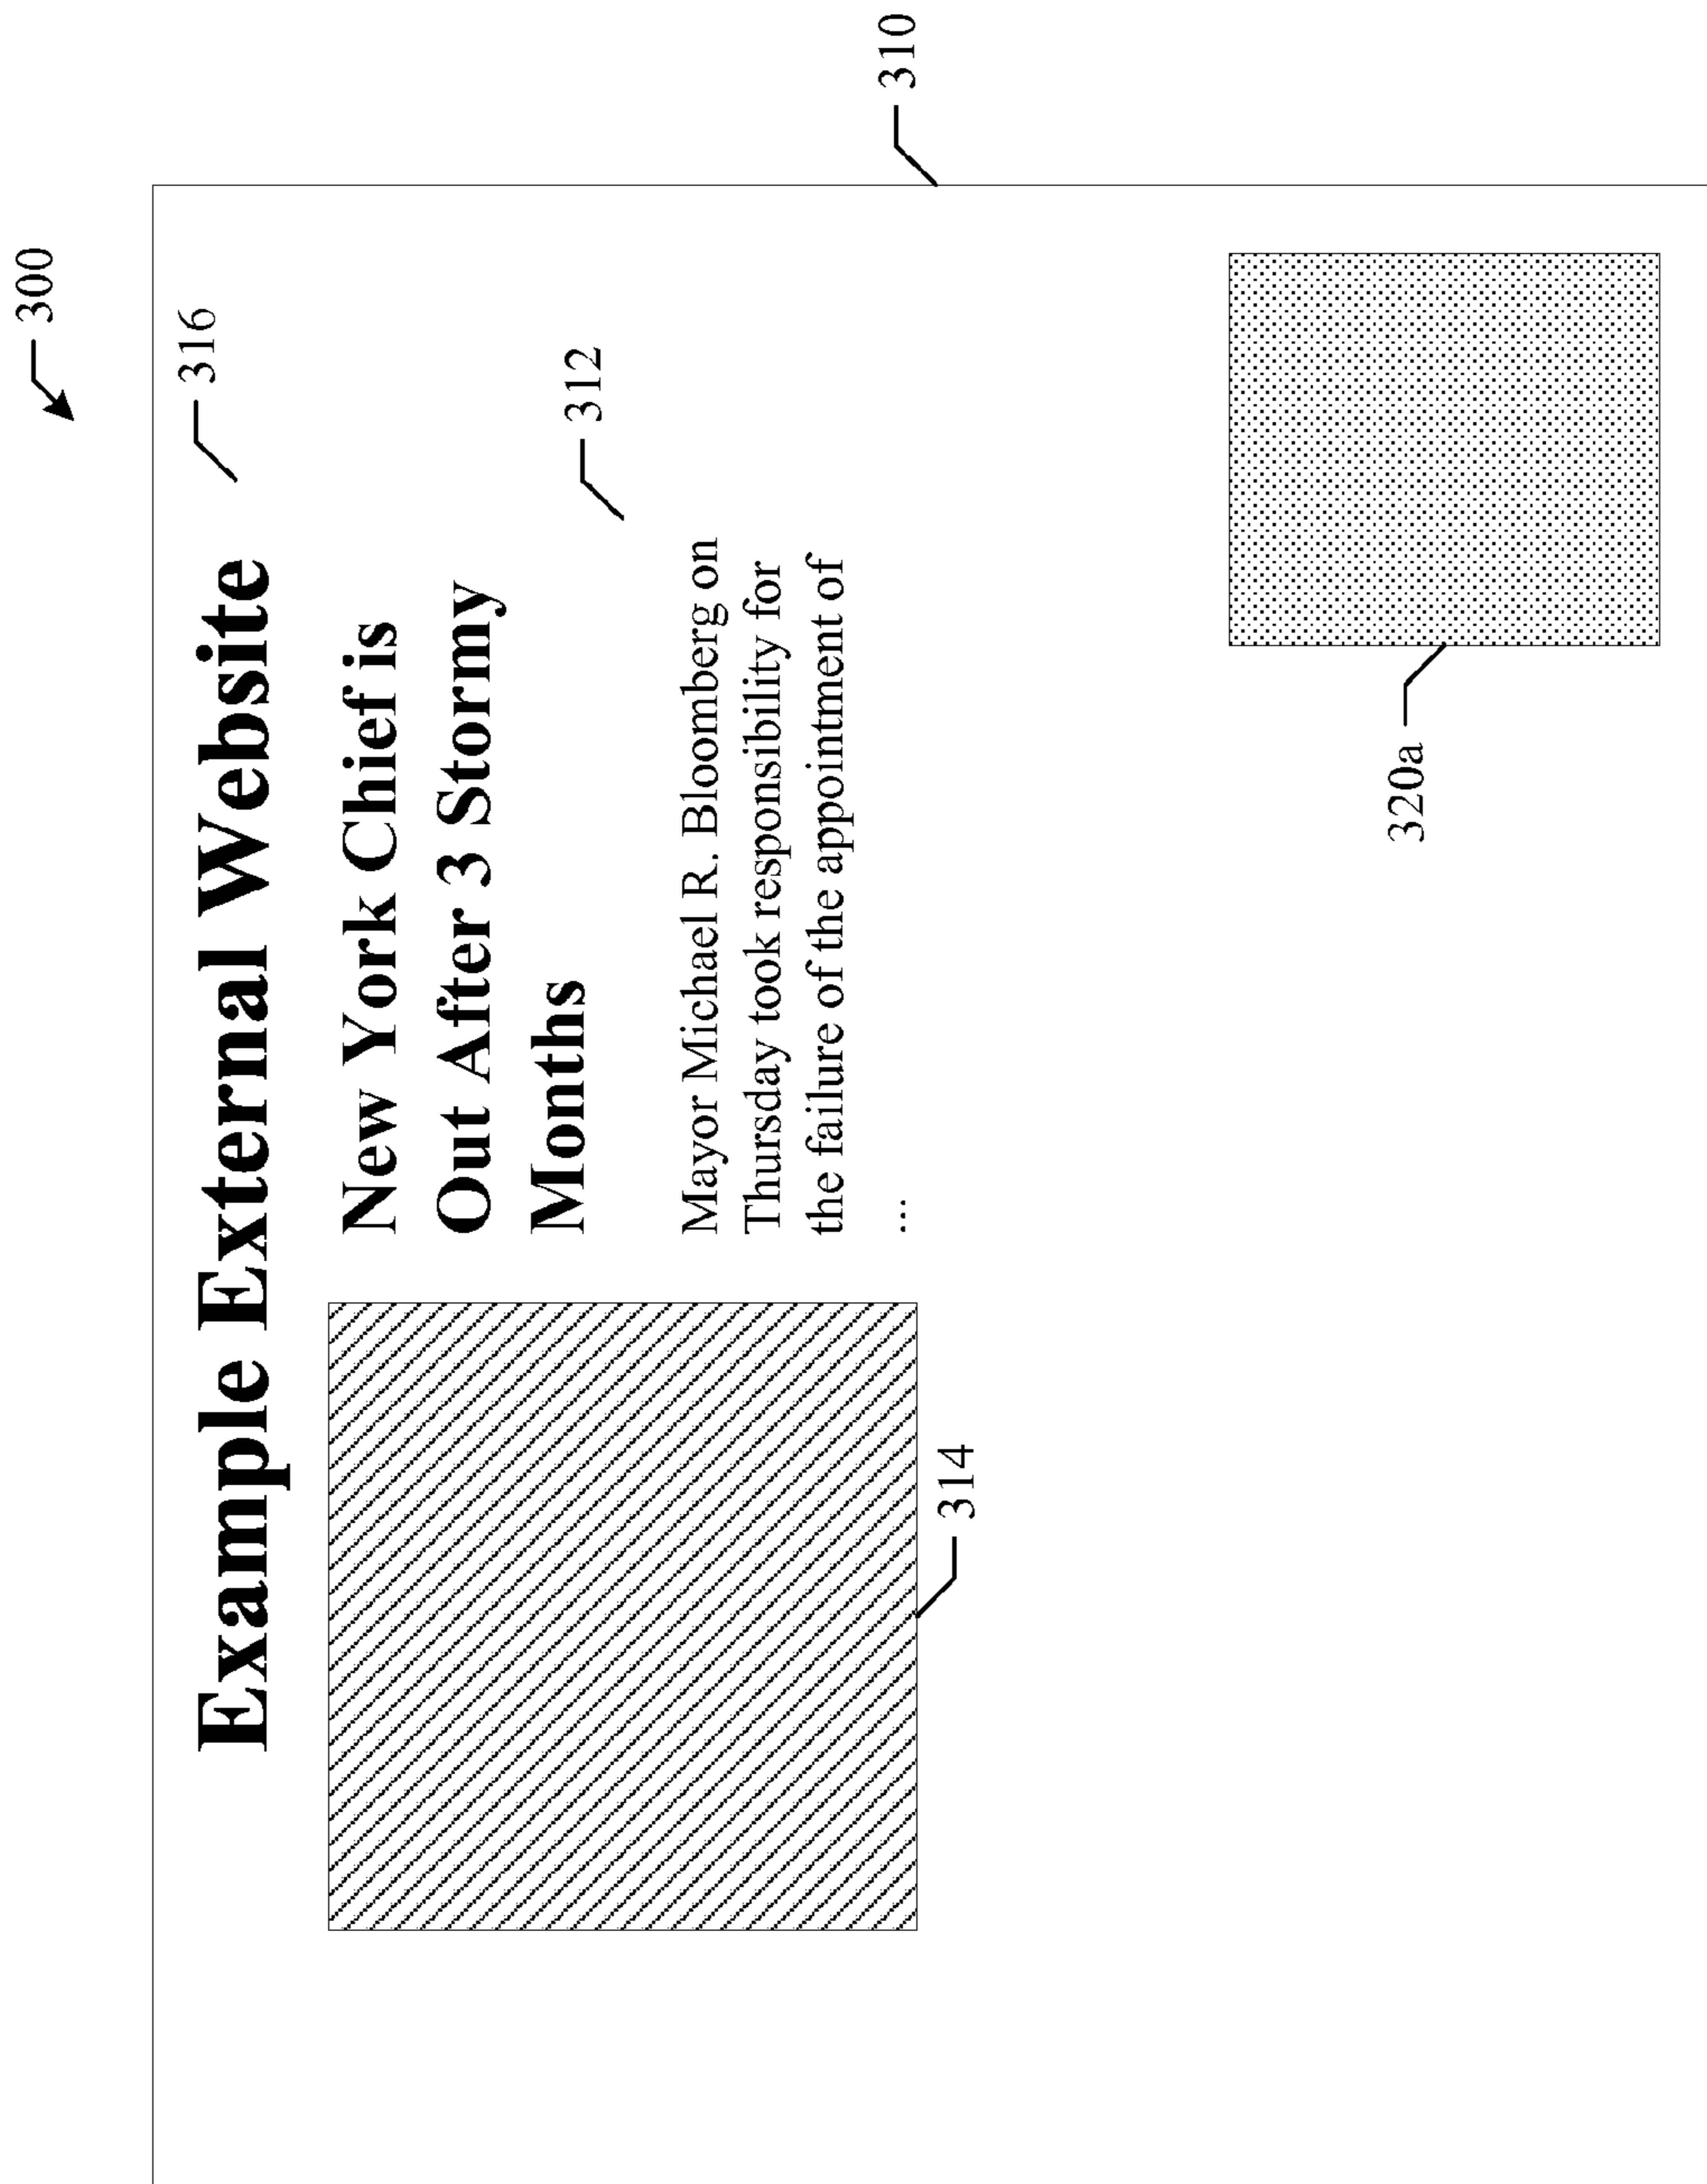 300
316
Example External Website
New York Chief is
Out After 3 Stormy
Months
312
Mayor Michael R. Bloomberg on
Thursday took responsibility for
the failure of the appointment of
...
314
310
320a